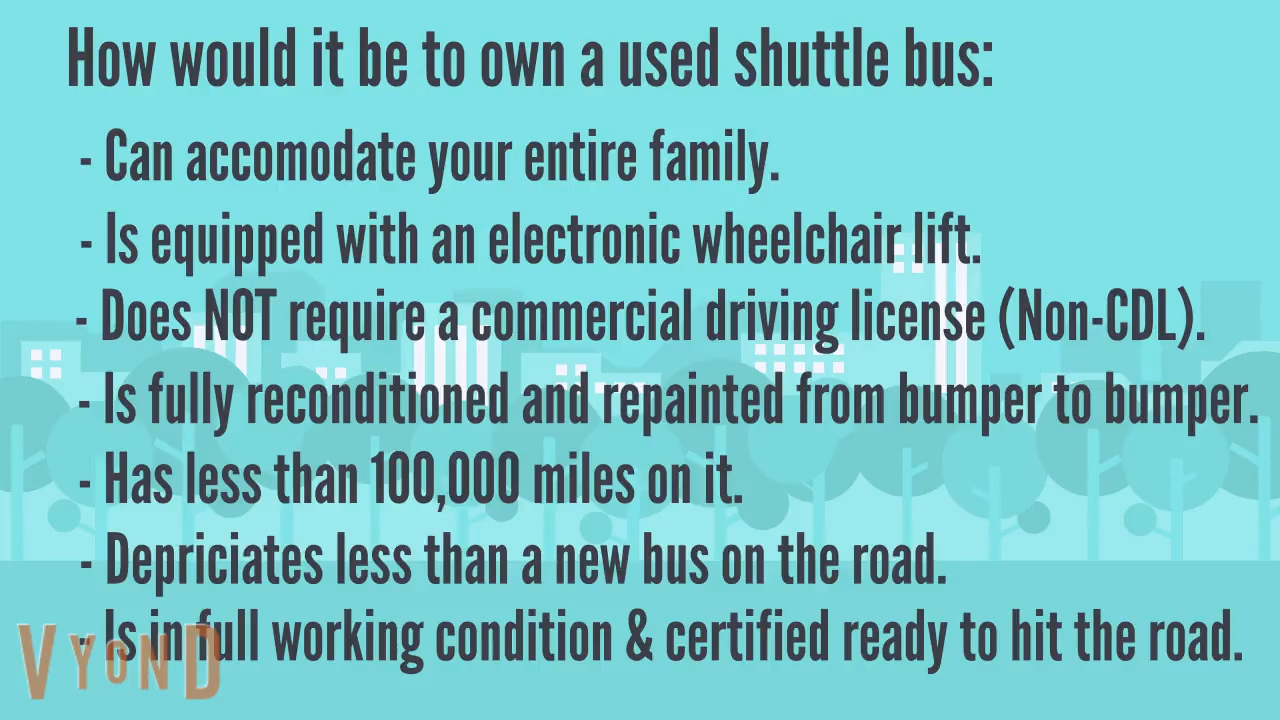 How would it be to own a used shuttle bus:
- Can accomodate your entire family.
- Is equipped with an electronic wheelchair lift.
- Does NOT require a commercial driving license (Non-CDL).
- Is fully reconditioned and repainted from bumper to bumper.
- Has less than 100,000 miles on it.
- Depriciates less than a new bus on the road.
- Is in full working condition & certified ready to hit the road.
VYOND